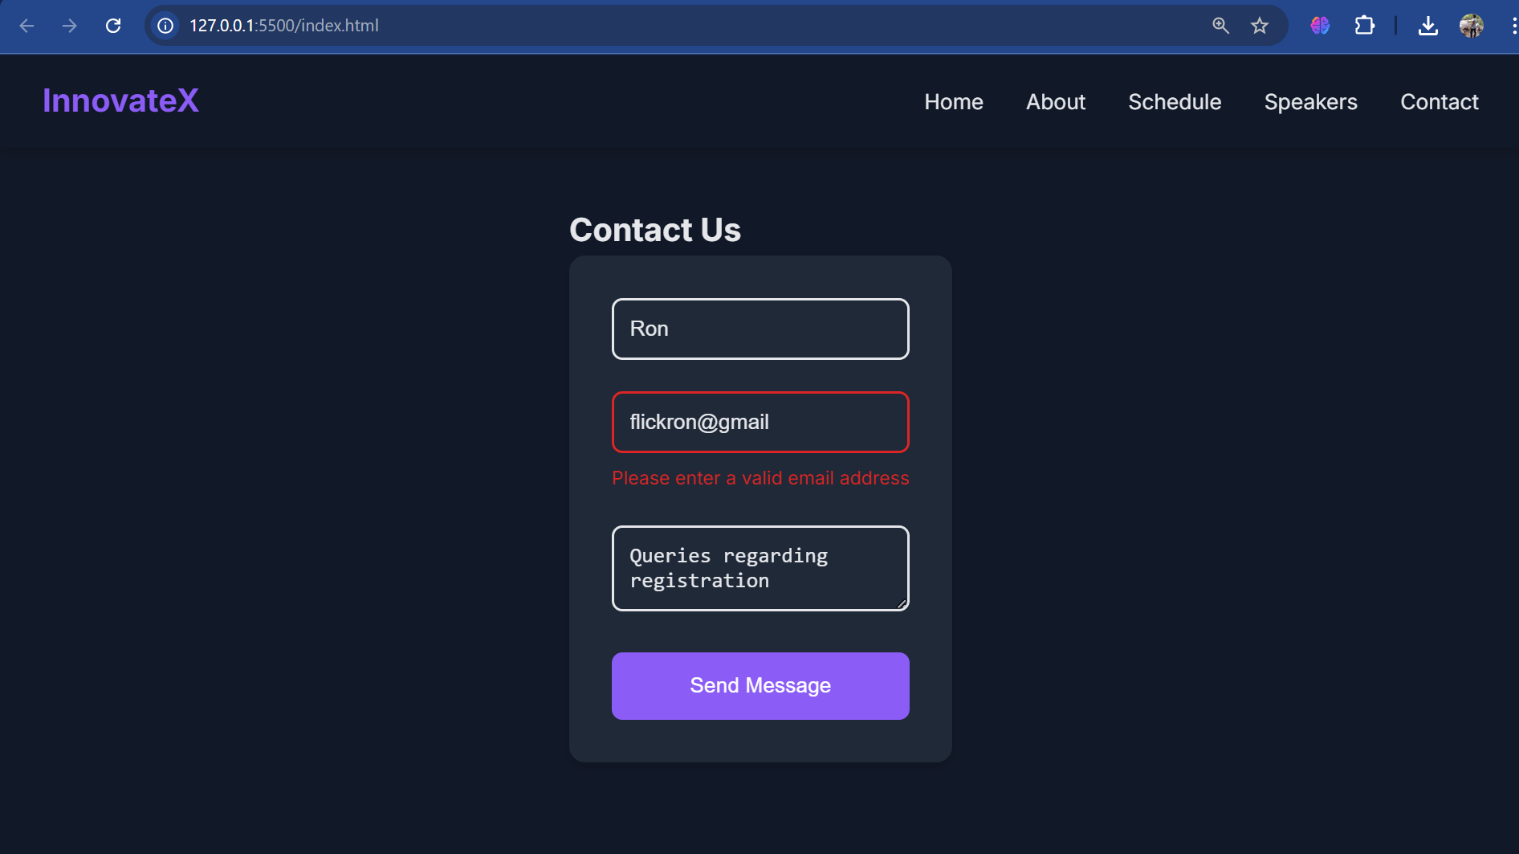 127.0.0.1:5500/index.html
InnovateX
Home About Schedule Speakers Contact
Contact Us
Ron
flickron@gmail
Please enter a valid email address
Queries regarding
registration
Send Message